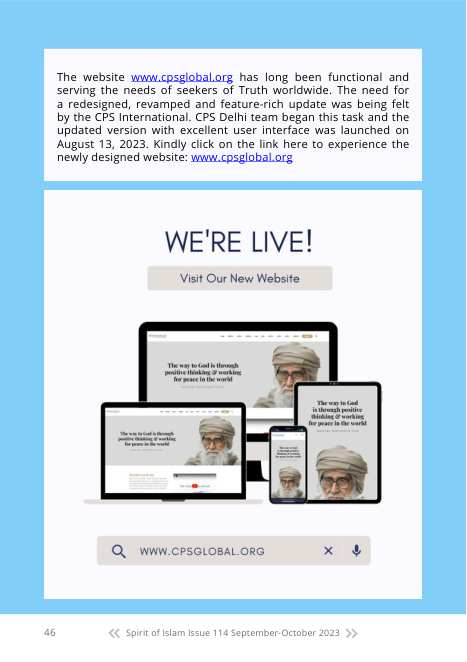 The website www.cpsglobal.org has long been functional and
serving the needs of seekers of Truth worldwide. The need for
a redesigned, revamped and feature-rich update was being felt
by the CPS International. CPS Delhi team began this task and the
updated version with excellent user interface was launched on
August 13, 2023. Kindly click on the link here to experience the
newly designed website: www.cpsglobal.org
WE'RE LIVE!
Visit Our New Website
The way to God is through
positive thinking & working
for peace in the world
The way to God is through
positive thinking & working
for peace in the world
The way to God
is through positive
thinking & working
for peace in the world
WWW.CPSGLOBAL.ORG
46
Spirit of Islam Issue 114 September-October 2023